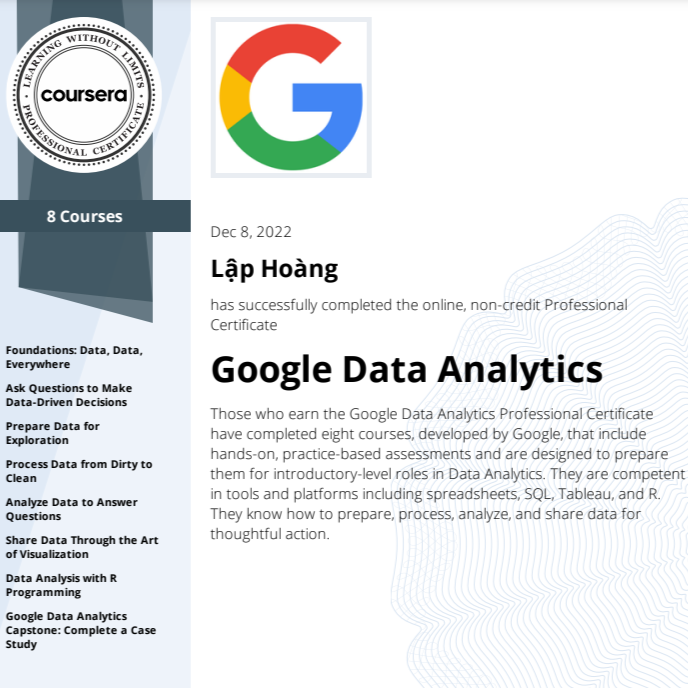 LEARNING WITHOUT LIMITS
coursera
PROFESSIONAL CERTIFICATE
8 Courses
Foundations: Data, Data,
Everywhere
Ask Questions to Make
Data-Driven Decisions
Prepare Data for
Exploration
Process Data from Dirty to
Clean
Analyze Data to Answer
Questions
Share Data Through the Art
of Visualization
Data Analysis with R
Programming
Google Data Analytics
Capstone: Complete a Case
Study
Dec 8, 2022
Lập Hoàng
has successfully completed the online, non-credit Professional
Certificate
Google Data Analytics
Those who earn the Google Data Analytics Professional Certificate
have completed eight courses, developed by Google, that include
hands-on, practice-based assessments and are designed to prepare
them for introductory-level roles in Data Analytics. They are competent
in tools and platforms including spreadsheets, SQL, Tableau, and R.
They know how to prepare, process, analyze, and share data for
thoughtful action.